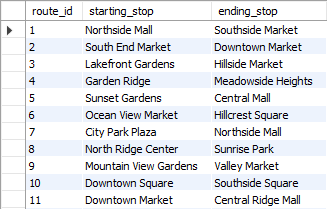 route_id starting_stop ending_stop
1 Northside Mall Southside Market
2 South End Market Downtown Market
3 Lakefront Gardens Hillside Market
4 Garden Ridge Meadowside Heights
5 Sunset Gardens Central Mall
6 Ocean View Market Hillcrest Square
7 City Park Plaza Northside Mall
8 North Ridge Center Sunrise Park
9 Mountain View Gardens Valley Market
10 Downtown Square Southside Square
11 Downtown Market Central Ridge Mall